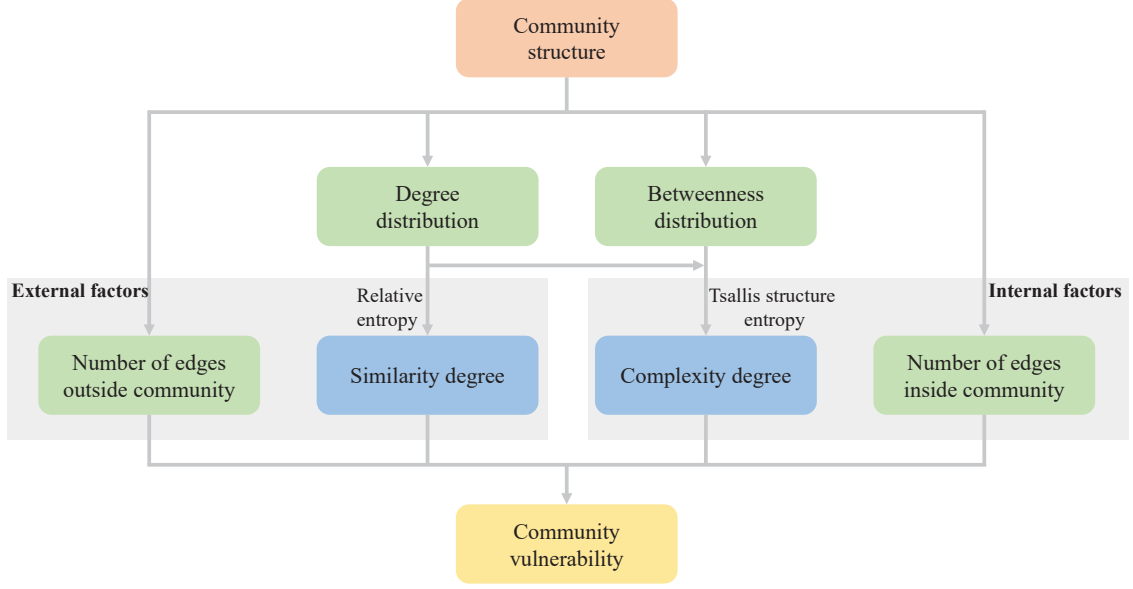 Community
structure
Degree
distribution
Betweenness
distribution
External factors
Relative
entropy
Tsallis structure
entropy
Internal factors
Number of edges
outside community
Similarity degree
Complexity degree
Number of edges
inside community
Community
vulnerability